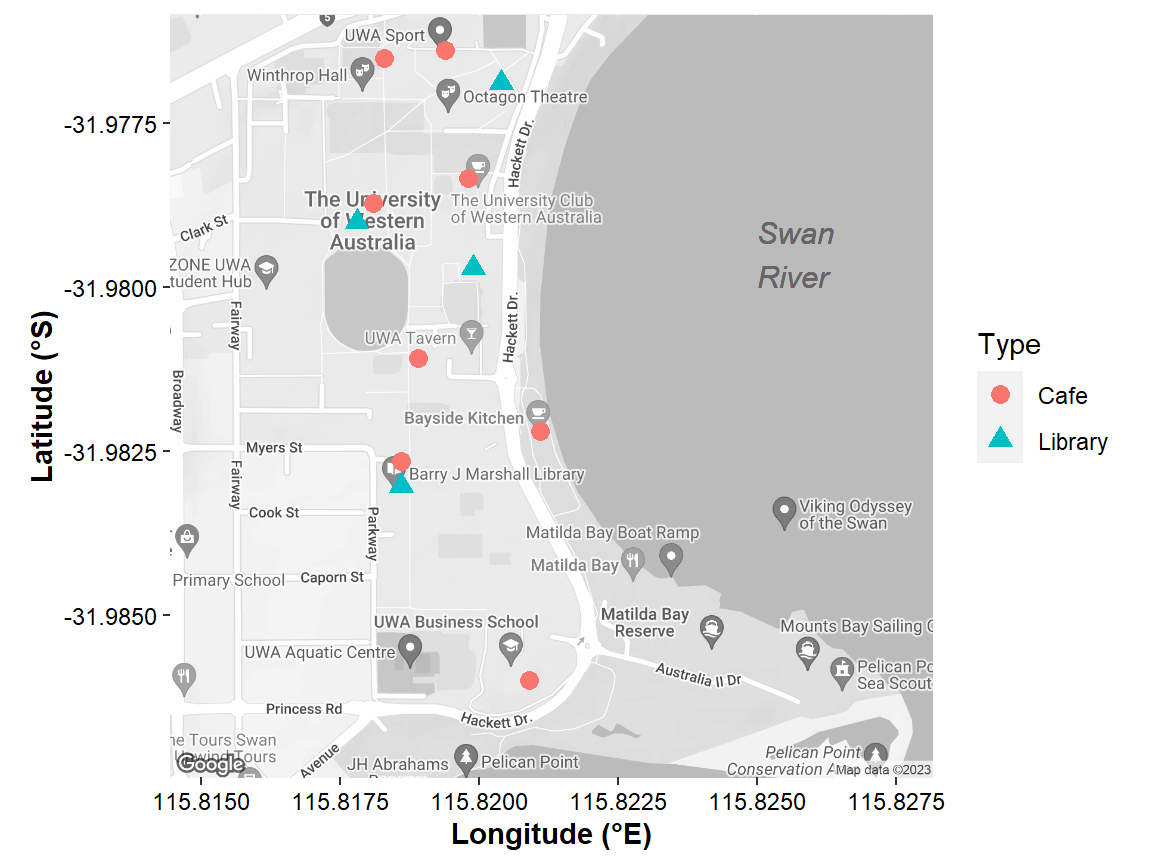 5
UWA Sport
Winthrop Hall
Octagon Theatre
Hackett Dr.
The University
of Western
Australia
The University Club
of Western Australia
Clark St
ZONE UWA
tudent Hub
Swan
River
Fairway
Hackett Dr.
UWA Tavern
Broadway
Bayside Kitchen
Myers St
Barry J Marshall Library
Fairway
Cook St
Parkway
Viking Odyssey
of the Swan
Matilda Bay Boat Ramp
Matilda Bay
Primary School
Caporn St
Matilda Bay
Reserve
UWA Business School
Mounts Bay Sailing C
UWA Aquatic Centre
Pelican Po
Sea Scout
Australia II Dr
Princess Rd
Hackett Dr.
ne Tours Swan
Tours
Avenue
JH Abrahams
Pelican Point
Pelican Point
Conservation A
Google
Map data ©2023
-31.9775
-31.9800
-31.9825
-31.9850
Latitude (°S)
115.8150
115.8175
115.8200
115.8225
115.8250
115.8275
Longitude (°E)
Type
Cafe
Library